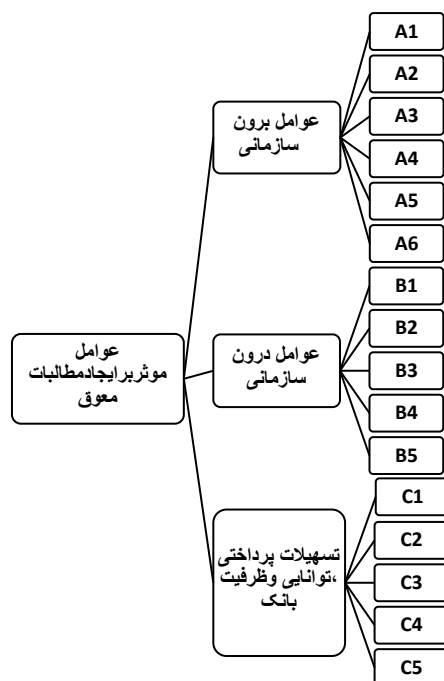 A1
A2
عوامل برون
سازمانی
A3
A4
A5
A6
B1
B2
عوامل
موثربرایجادمطالبات
معوق
عوامل درون
سازمانی
B3
B4
B5
C1
تسهیلات پرداختی
،توانایی وظرفیت
بانک
C2
C3
C4
C5